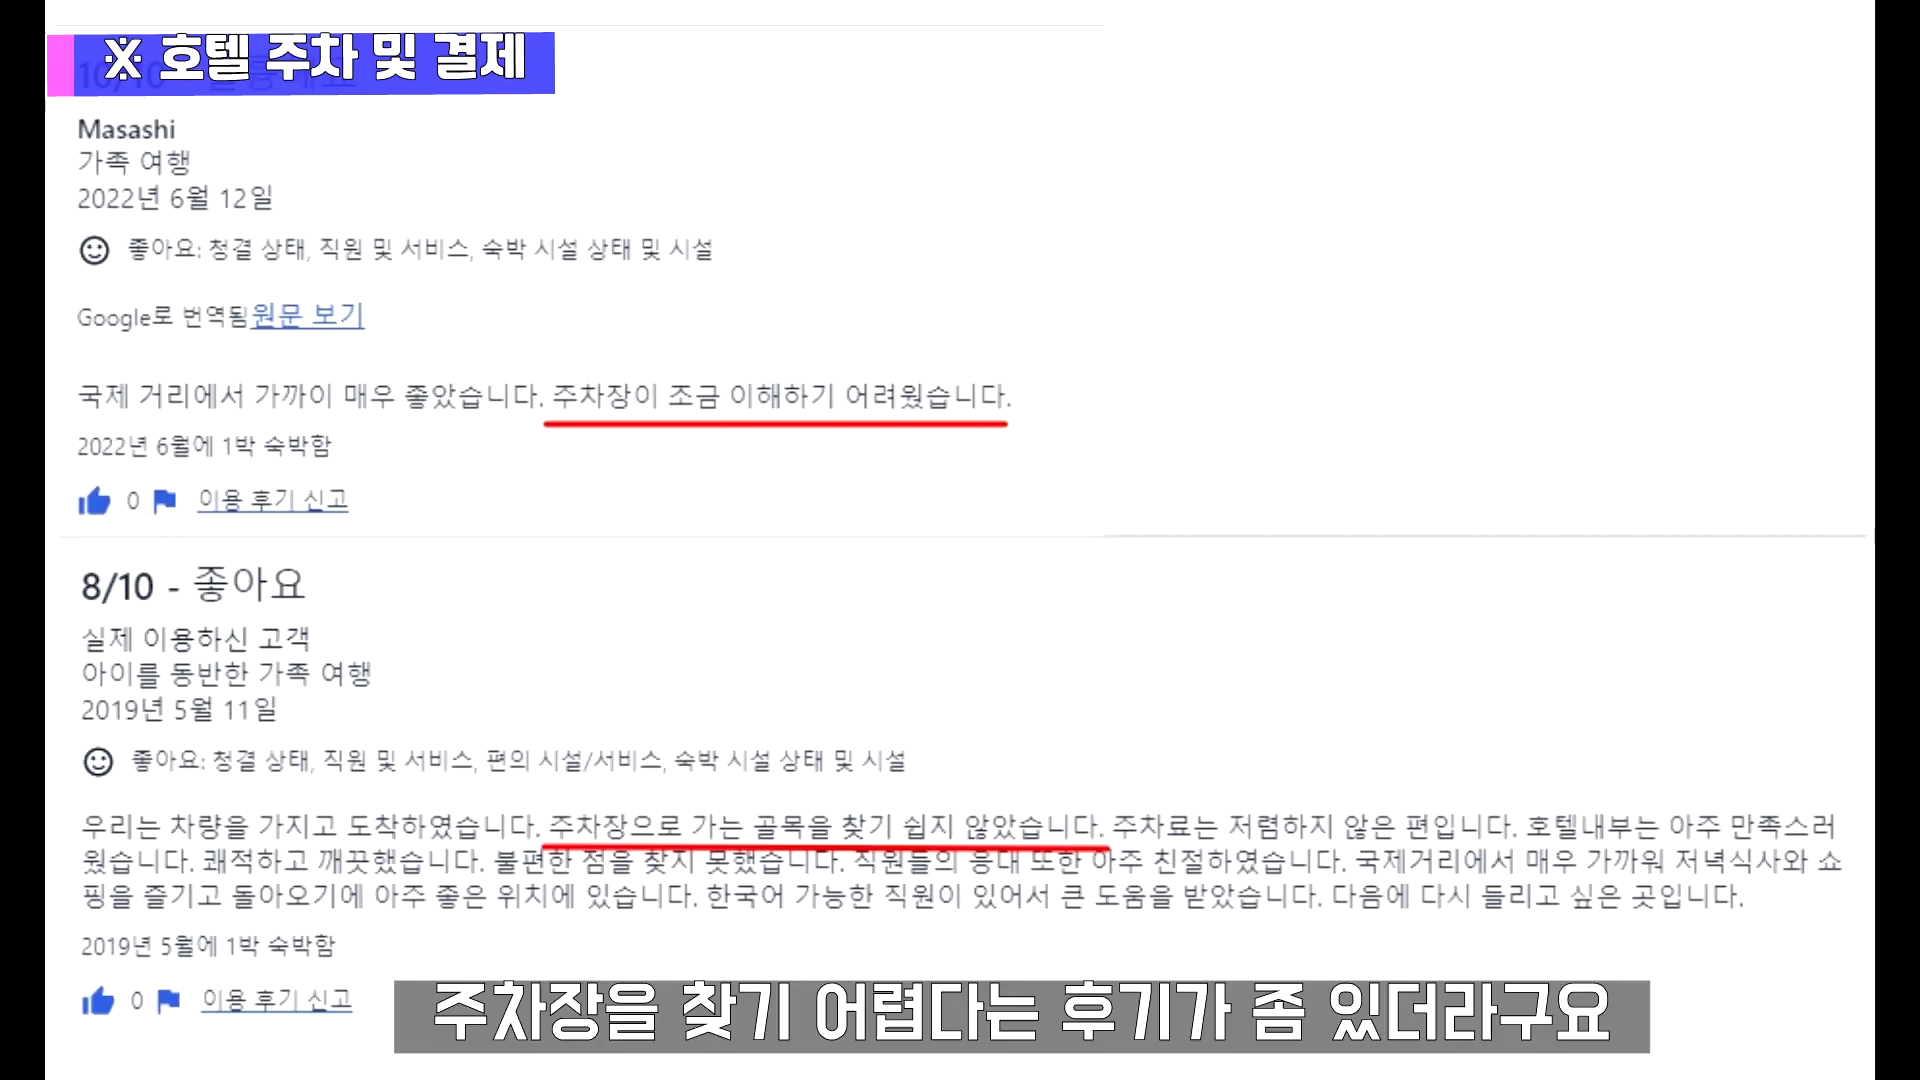 ※ 호텔 주차 및 결제
Masashi
가족 여행
2022년 6월 12일
좋아요: 청결 상태, 직원 및 서비스, 숙박 시설 상태 및 시설
Google로 번역됨원문 보기
국제 거리에서 가까이 매우 좋았습니다. 주차장이 조금 이해하기 어려웠습니다.
2022년 6월에 1박 숙박함
0 이용 후기 신고
8/10 - 좋아요
실제 이용하신 고객
아이를 동반한 가족 여행
2019년 5월 11일
좋아요: 청결 상태, 직원 및 서비스, 편의 시설/서비스, 숙박 시설 상태 및 시설
우리는 차량을 가지고 도착하였습니다. 주차장으로 가는 골목을 찾기 쉽지 않았습니다. 주차료는 저렴하지 않은 편입니다. 호텔내부는 아주 만족스러
웠습니다. 쾌적하고 깨끗했습니다. 불편한 점을 찾지 못했습니다. 직원들의 응대 또한 아주 친절하였습니다. 국제거리에서 매우 가까워 저녁식사와 쇼
핑을 즐기고 돌아오기에 아주 좋은 위치에 있습니다. 한국어 가능한 직원이 있어서 큰 도움을 받았습니다. 다음에 다시 들리고 싶은 곳입니다.
2019년 5월에 1박 숙박함
0 이용 후기 신고
주차장을 찾기 어렵다는 후기가 좀 있더라구요